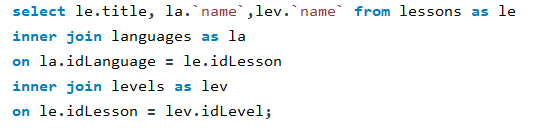 select le.title, la.`name`,lev.`name` from lessons as le
inner join languages as la
on la.idLanguage = le.idLesson
inner join levels as lev
on le.idLesson = lev.idLevel;